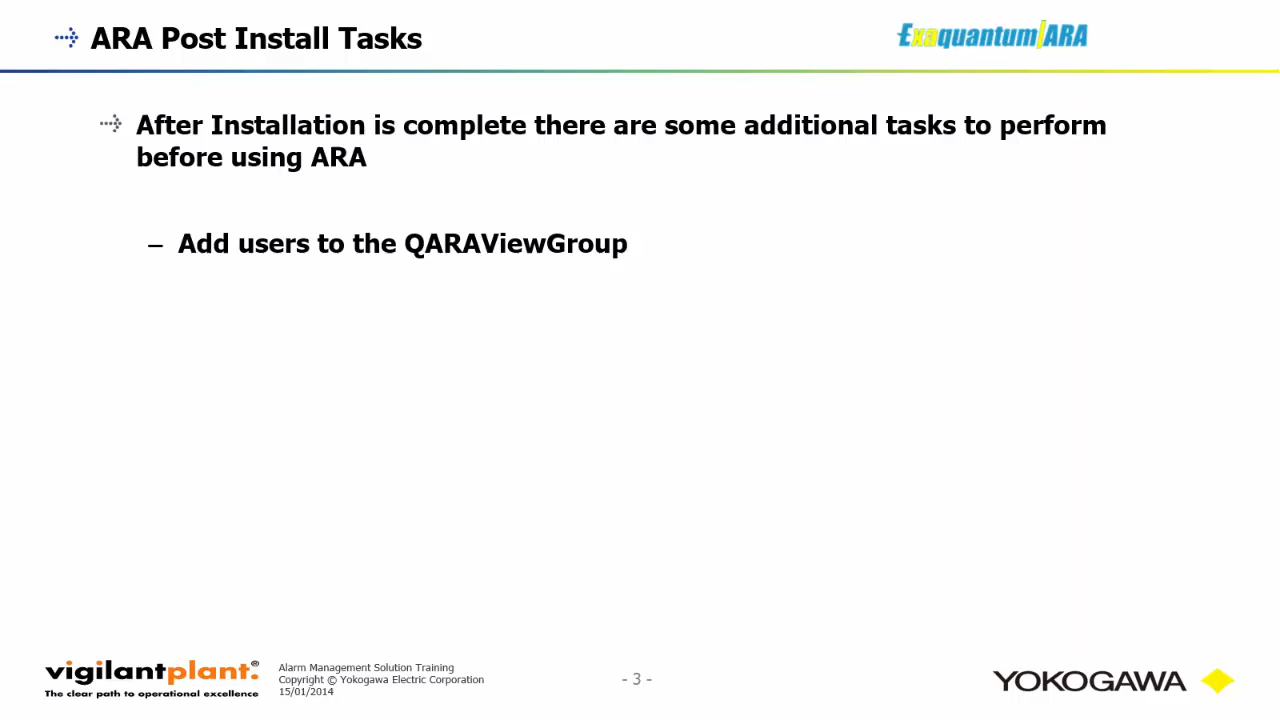 ARA Post Install Tasks
Exaquantum/ARA
After Installation is complete there are some additional tasks to perform
before using ARA
– Add users to the QARAViewGroup
vigilantplant.®
The clear path to operational excellence
Alarm Management Solution Training
Copyright © Yokogawa Electric Corporation
15/01/2014
- 3 -
YOKOGAWA